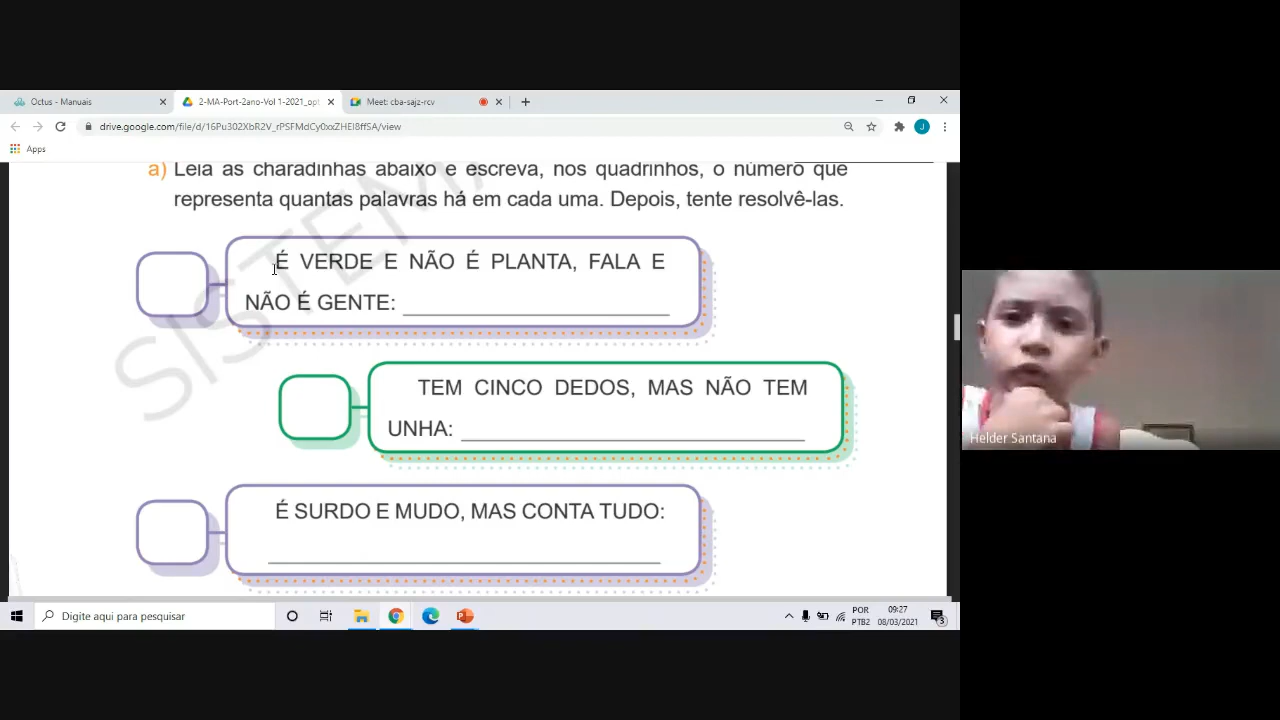 Octus - Manuais
2-MA-Port-2ano-Vol 1-2021_opt
Meet: cba-sajz-rcv
drive.google.com/file/d/16Pu302XbR2V_rPSFMdCy0xxZHEI8ffSA/view
J
Apps
a) Leia as charadinhas abaixo e escreva, nos quadrinhos, o número que
representa quantas palavras há em cada uma. Depois, tente resolvê-las.
SISTEMA
É VERDE E NÃO É PLANTA, FALA E
NÃO É GENTE:
TEM CINCO DEDOS, MAS NÃO TEM
UNHA:
É SURDO E MUDO, MAS CONTA TUDO:
Helder Santana
Digite aqui para pesquisar
POR
PTB2
09:27
08/03/2021
3